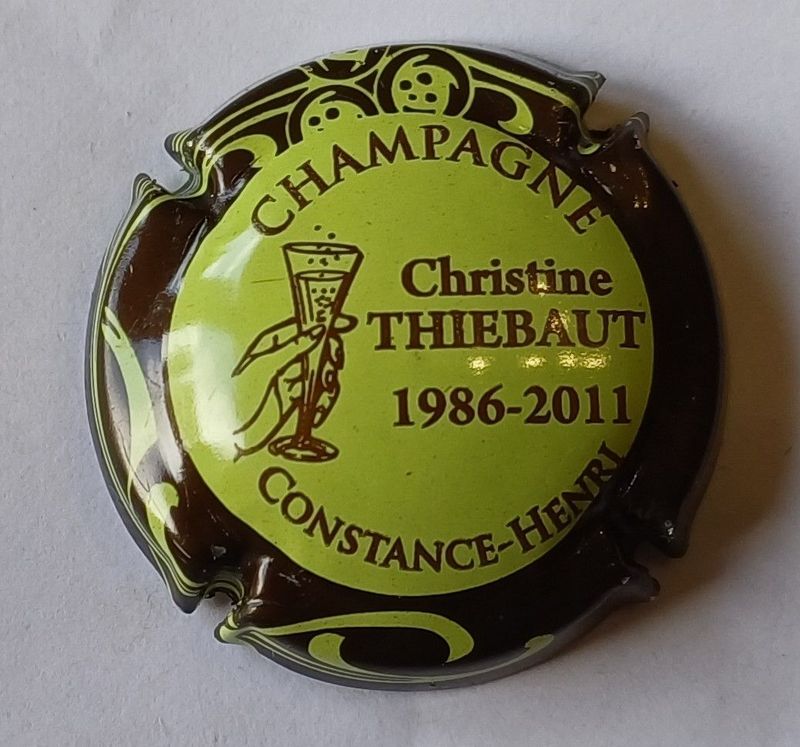 CHAMPAGNE
Christine
THIEBAUT
1986-2011
CONSTANCE-HENRI